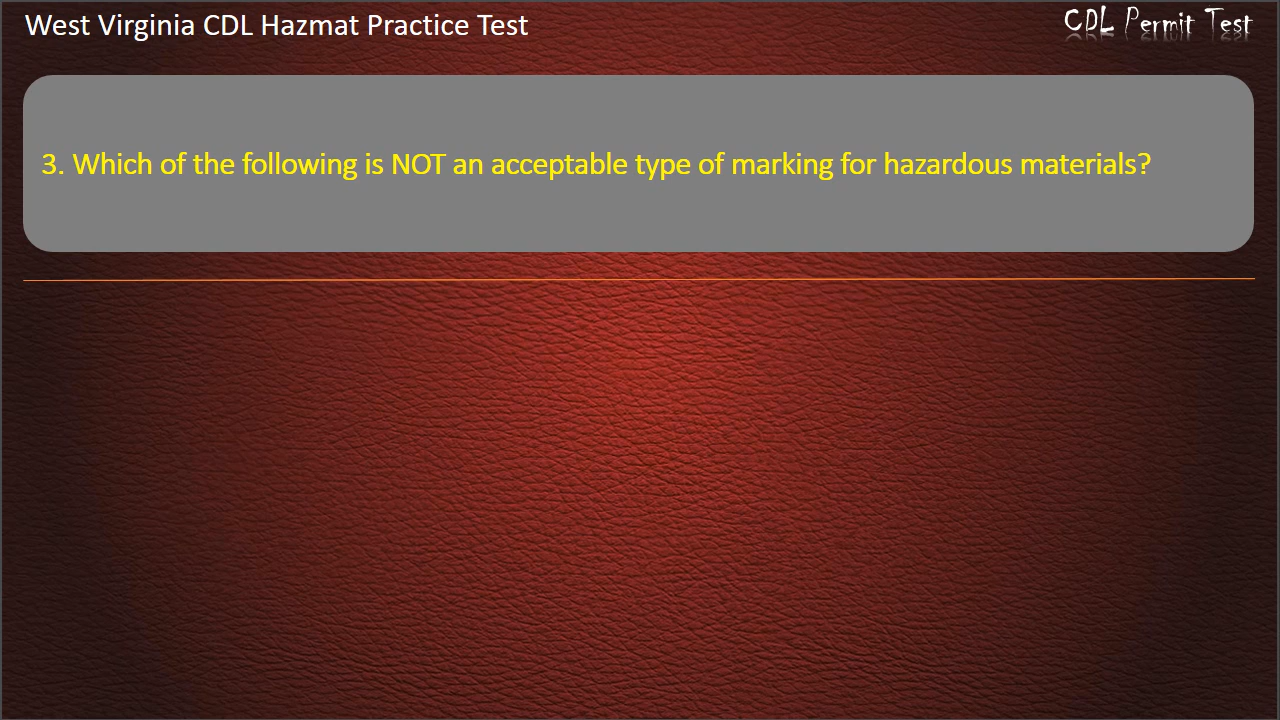 West Virginia CDL Hazmat Practice Test
CDL Permit Test
3. Which of the following is NOT an acceptable type of marking for hazardous materials?